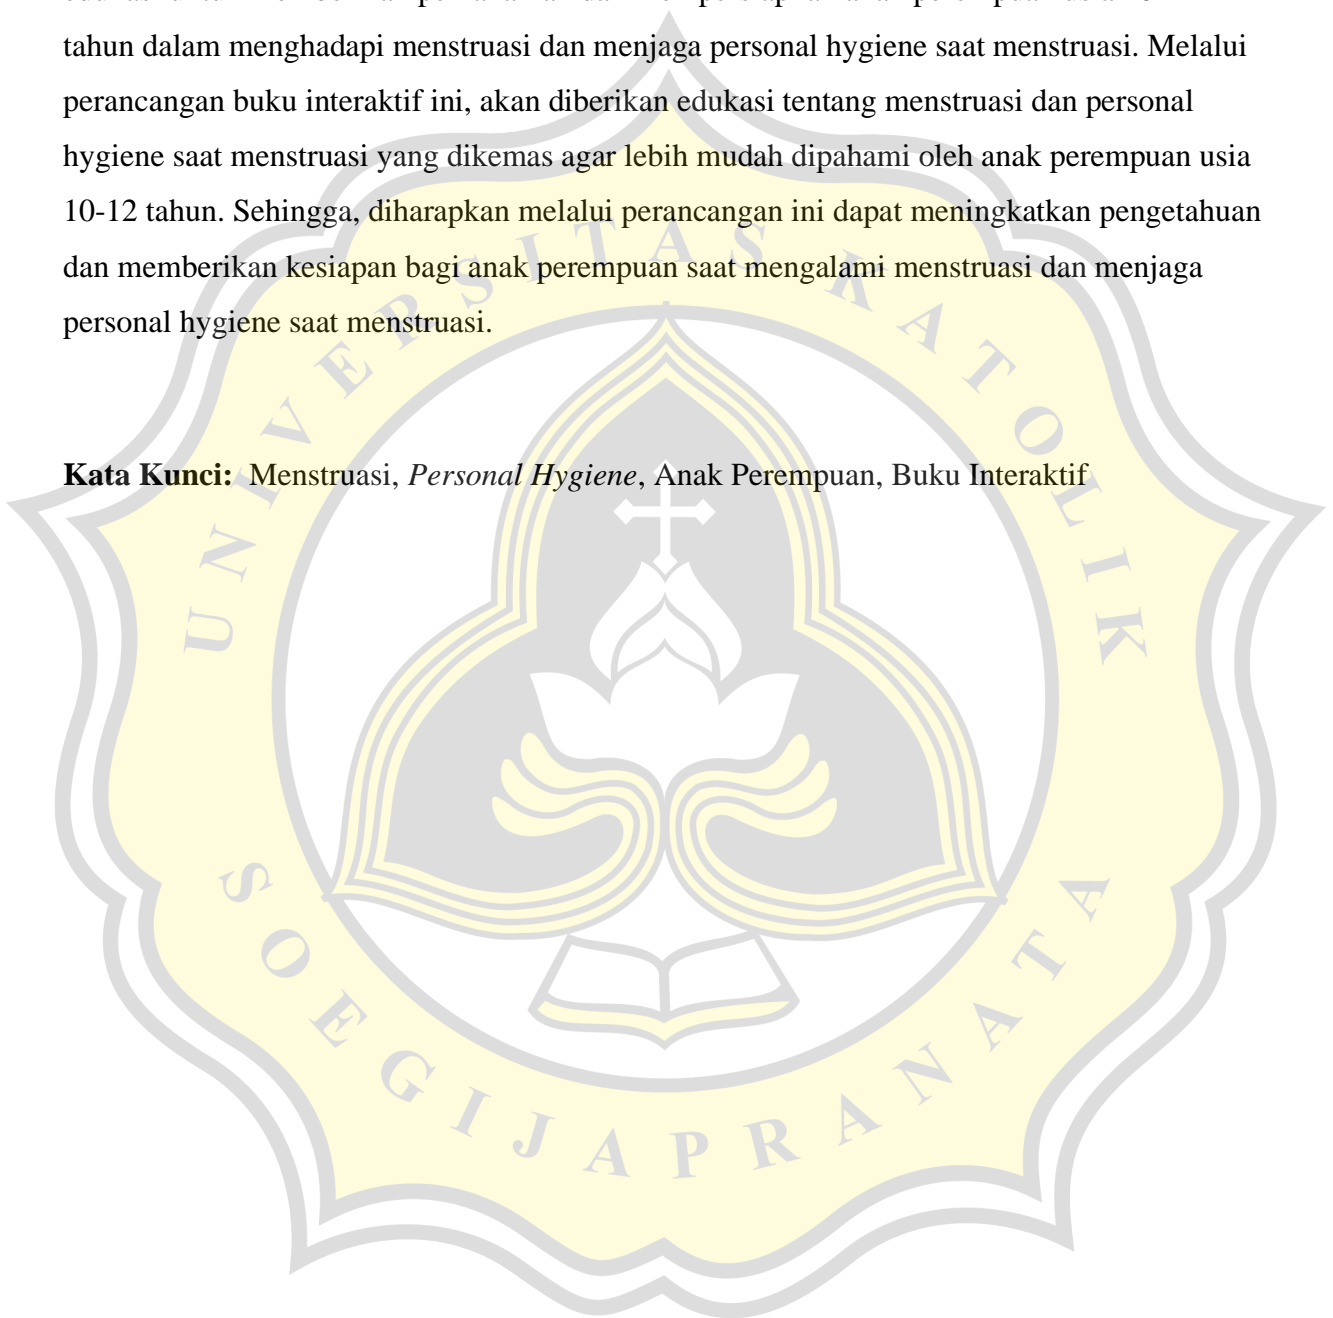 tahun dalam menghadapi menstruasi dan menjaga personal hygiene saat menstruasi. Melalui
perancangan buku interaktif ini, akan diberikan edukasi tentang menstruasi dan personal
hygiene saat menstruasi yang dikemas agar lebih mudah dipahami oleh anak perempuan usia
10-12 tahun. Sehingga, diharapkan melalui perancangan ini dapat meningkatkan pengetahuan
dan memberikan kesiapan bagi anak perempuan saat mengalami menstruasi dan menjaga
personal hygiene saat menstruasi.
Kata Kunci: Menstruasi, Personal Hygiene, Anak Perempuan, Buku Interaktif
UNIVERSITAS KATOLIK
SOEGIJAPRANATA